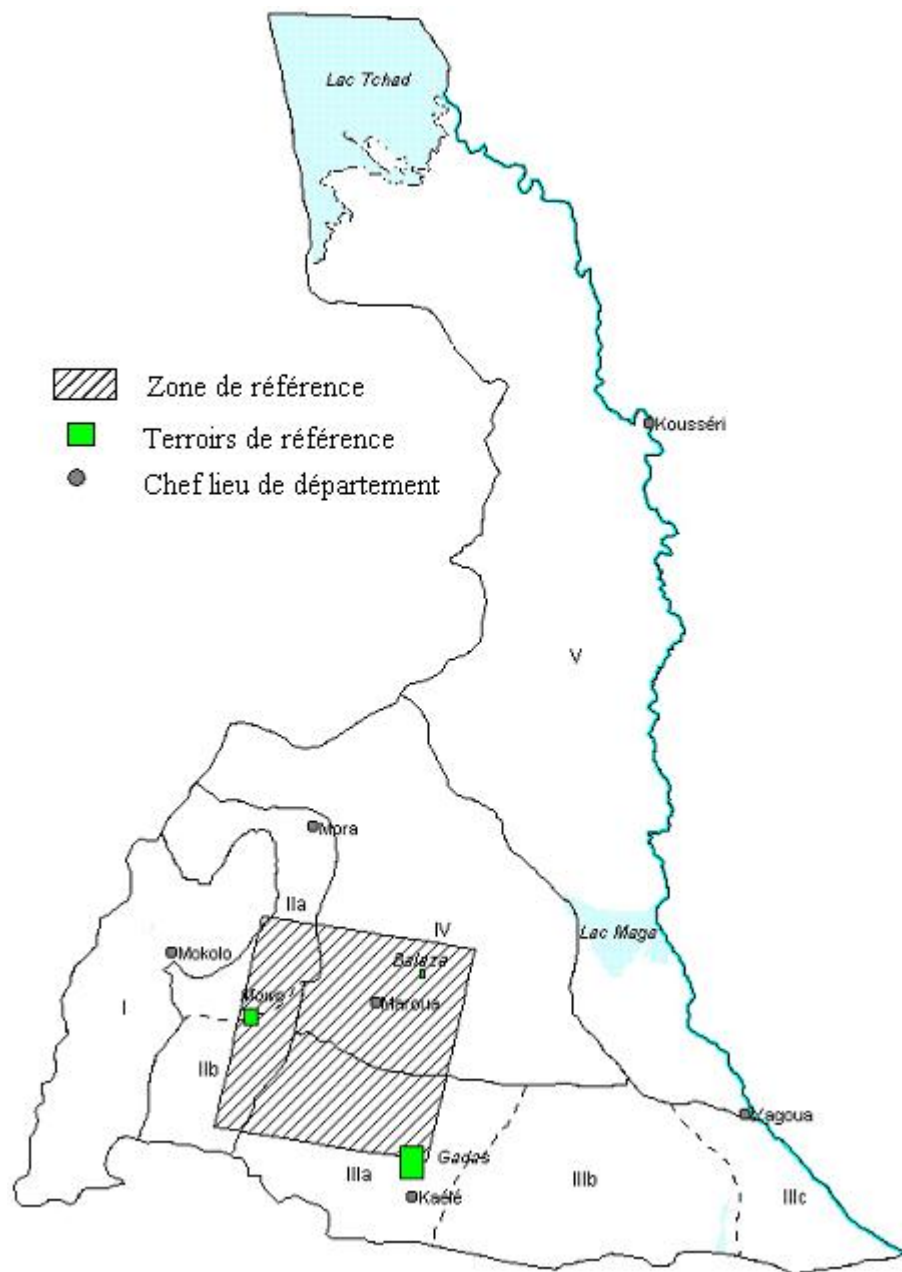 Lac Tchad
Zone de référence
Terroirs de référence
Chef lieu de département
Kousséri
V
Mora
IIa
IV
Lac Maga
Mokolo
Balaza
Maroua
I
IIb
Yagoua
Gadas
IIIa
IIIb
IIIc
Kaélé